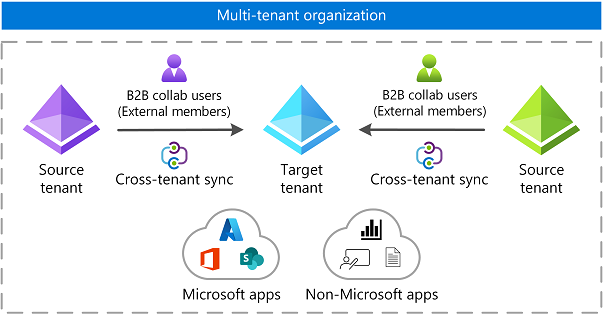 Multi-tenant organization
B2B collab users
(External members)
B2B collab users
(External members)
Source
tenant
Cross-tenant sync
Target
tenant
Cross-tenant sync
Source
tenant
Microsoft apps
Non-Microsoft apps